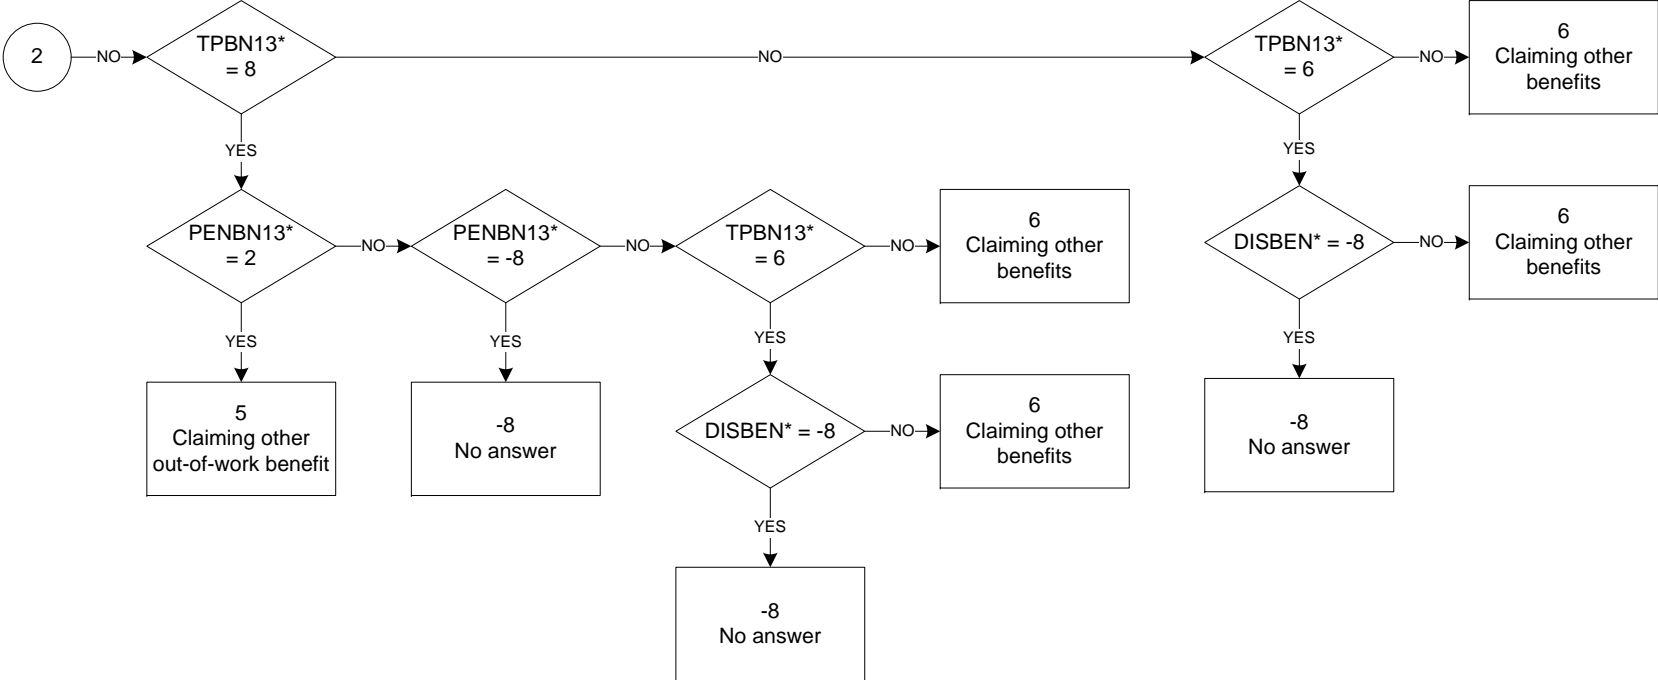 2
NO
TPBN13*
= 8
NO
TPBN13*
= 6
NO
6
Claiming other
benefits
YES
YES
PENBN13*
= 2
NO
PENBN13*
= -8
NO
TPBN13*
= 6
NO
6
Claiming other
benefits
DISBEN* = -8
NO
6
Claiming other
benefits
YES
YES
YES
YES
5
Claiming other
out-of-work benefit
-8
No answer
DISBEN* = -8
NO
6
Claiming other
benefits
-8
No answer
YES
-8
No answer